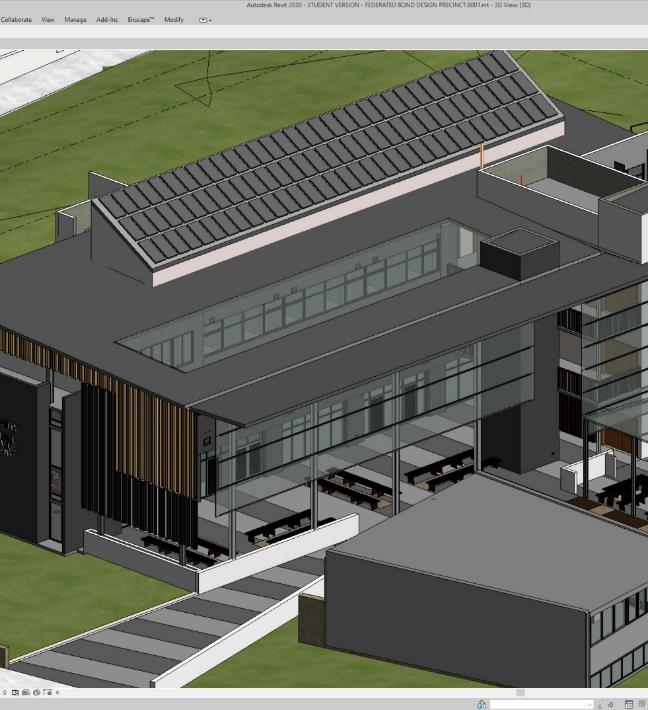 Autodesk Revit 2020 - STUDENT VERSION - FEDERATED BOND DESIGN PRECINCT.0001.rvt - 3D View: {3D}
Collaborate View Manage Add-Ins Enscape™ Modify
:0